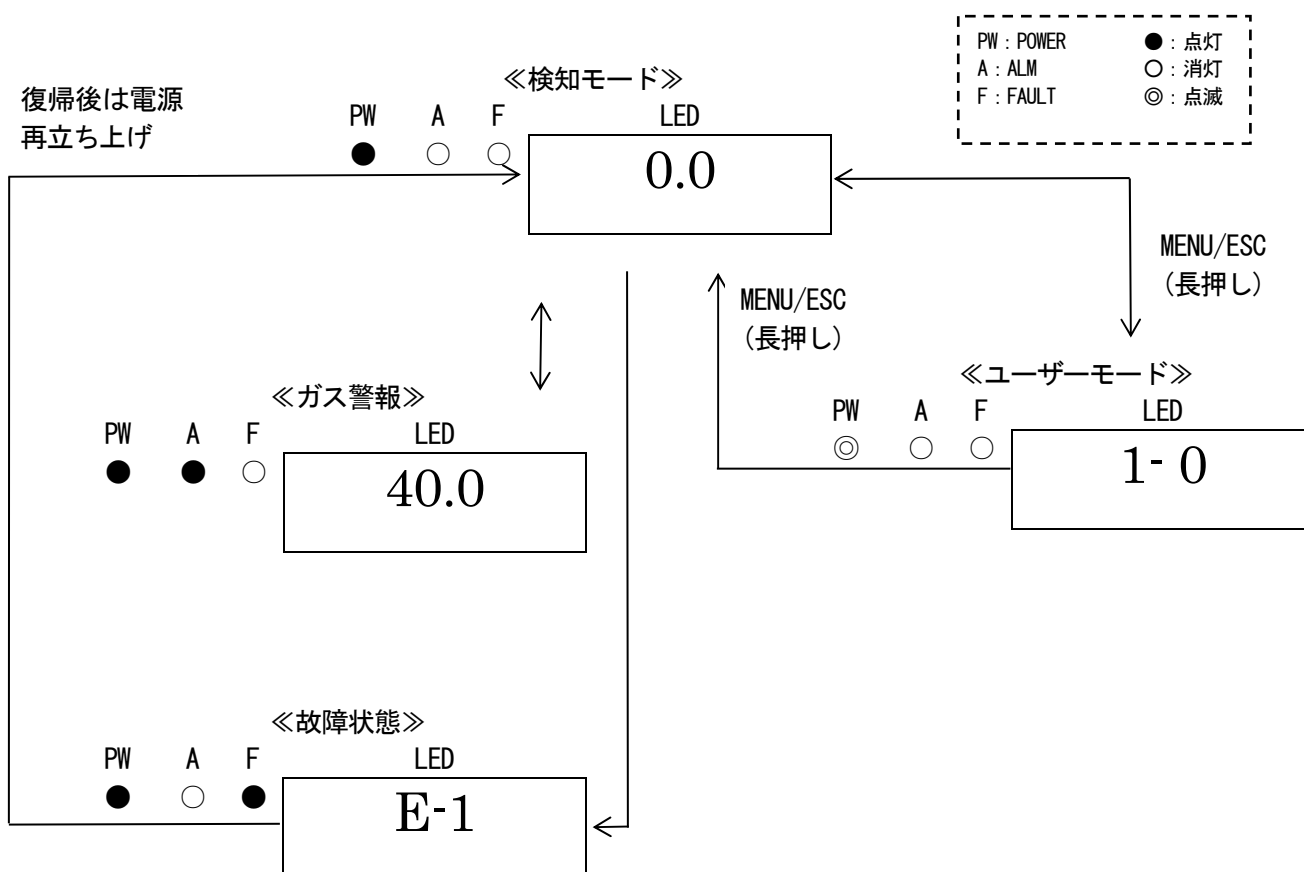 PW：POWER ●：点灯
A：ALM ○：消灯
F：FAULT ◎：点滅
≪検知モード≫
復帰後は電源
再立ち上げ
PW A F LED
● ○ ○
0.0
MENU/ESC
(長押し)
MENU/ESC
(長押し)
≪ユーザーモード≫
PW A F LED
◎ ○ ○
1- 0
≪ガス警報≫
PW A F LED
● ● ○
40.0
≪故障状態≫
PW A F LED
● ○ ●
E-1